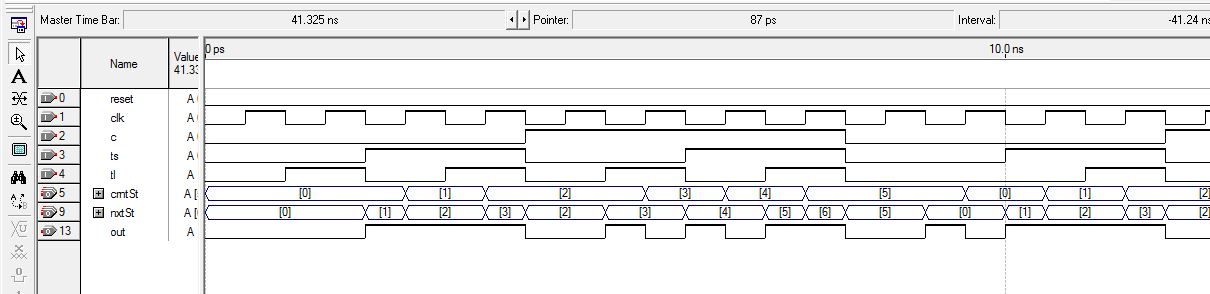 Master Time Bar: 41.325 ns Pointer: 87 ps Interval: -41.24 ns
Name Value 41.33
0 ps 10.0 ns
0 reset A
1 clk A
2 c A
3 ts A
4 tl A
5 crntSt A [ [0] [1] [2] [3] [4] [5] [0] [1] [2]
9 nxtSt A [ [0] [1] [2] [3] [2] [3] [4] [5] [6] [5] [0] [1] [2] [3] [2]
13 out A